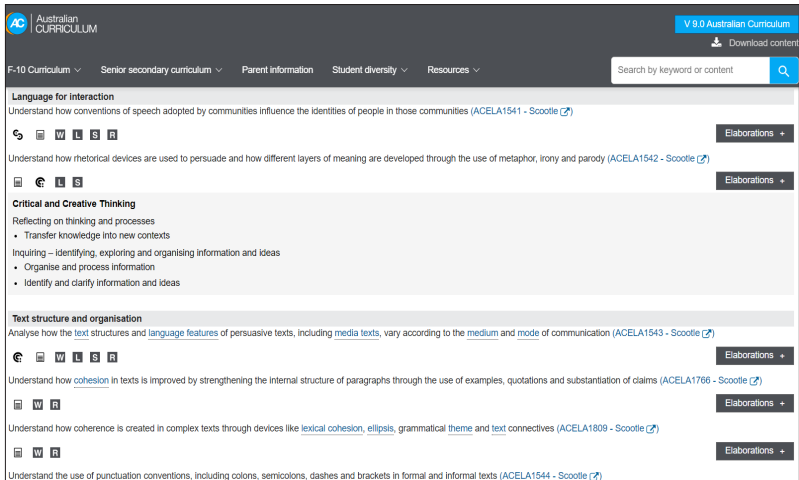 AC Australian
CURRICULUM
V 9.0 Australian Curriculum
Download content
F-10 Curriculum Senior secondary curriculum Parent information Student diversity Resources Search by keyword or content
Language for interaction
Understand how conventions of speech adopted by communities influence the identities of people in those communities (ACELA1541 - Scootle)
W L S R Elaborations +
Understand how rhetorical devices are used to persuade and how different layers of meaning are developed through the use of metaphor, irony and parody (ACELA1542 - Scootle)
L S Elaborations +
Critical and Creative Thinking
Reflecting on thinking and processes
• Transfer knowledge into new contexts
Inquiring – identifying, exploring and organising information and ideas
• Organise and process information
• Identify and clarify information and ideas
Text structure and organisation
Analyse how the text structures and language features of persuasive texts, including media texts, vary according to the medium and mode of communication (ACELA1543 - Scootle)
W L S R Elaborations +
Understand how cohesion in texts is improved by strengthening the internal structure of paragraphs through the use of examples, quotations and substantiation of claims (ACELA1766 - Scootle)
W R Elaborations +
Understand how coherence is created in complex texts through devices like lexical cohesion, ellipsis, grammatical theme and text connectives (ACELA1809 - Scootle)
W R Elaborations +
Understand the use of punctuation conventions, including colons, semicolons, dashes and brackets in formal and informal texts (ACELA1544 - Scootle)